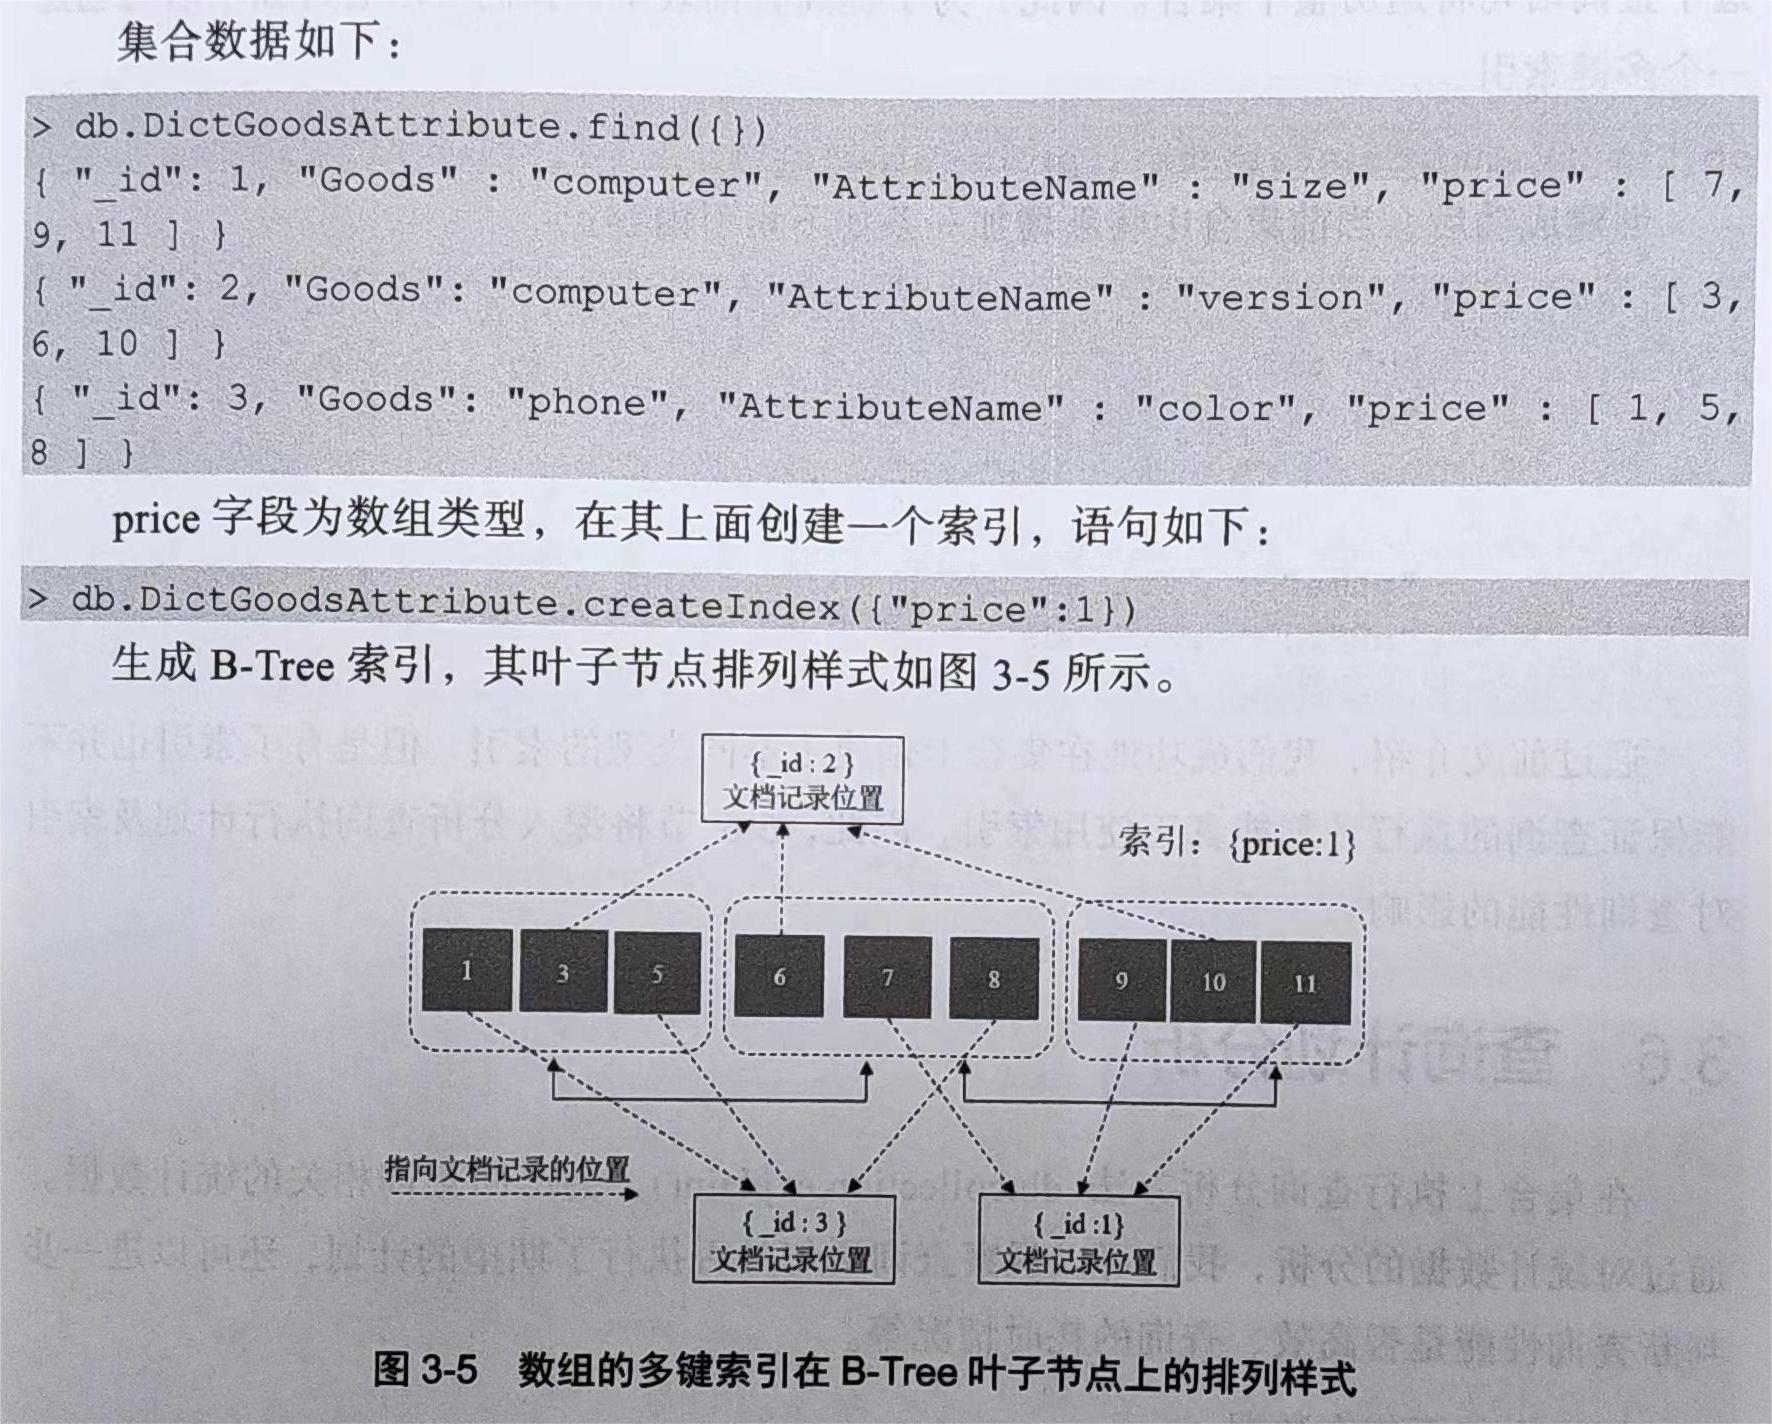 集合数据如下：
> db.DictGoodsAttribute.find({})
{ "_id": 1, "Goods" : "computer", "AttributeName" : "size", "price" : [ 7,
9, 11 ] }
{ "_id": 2, "Goods": "computer", "AttributeName" : "version", "price" : [ 3,
6, 10 ] }
{ "_id": 3, "Goods": "phone", "AttributeName" : "color", "price" : [ 1, 5,
8 ] }
price 字段为数组类型，在其上面创建一个索引，语句如下：
> db.DictGoodsAttribute.createIndex({"price":1})
生成 B-Tree 索引，其叶子节点排列样式如图 3-5 所示。
{ _id : 2 }
文档记录位置
索引：{price:1}
1 3 5 6 7 8 9 10 11
指向文档记录的位置
{ _id : 3 }
文档记录位置
{ _id :1}
文档记录位置
图 3-5 数组的多键索引在 B-Tree 叶子节点上的排列样式